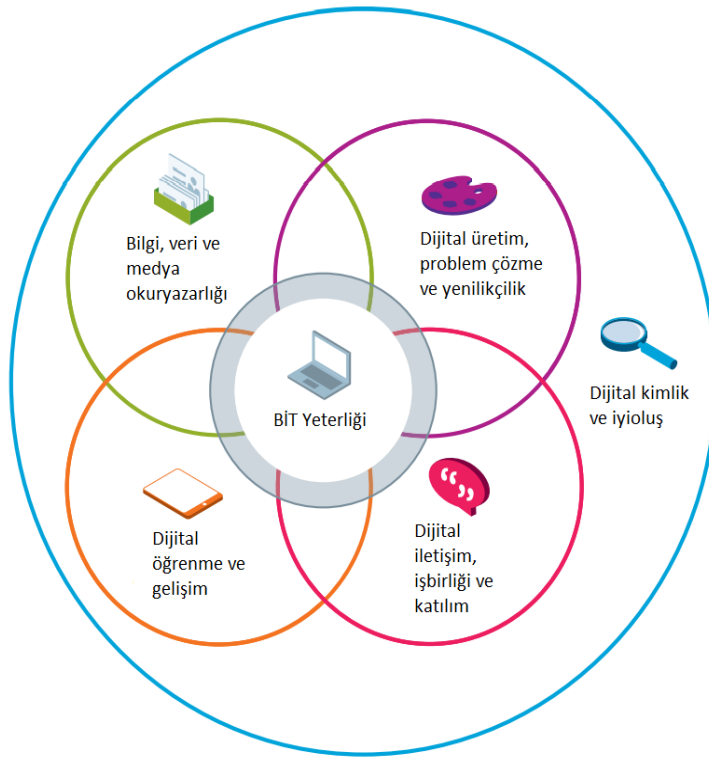 Bilgi, veri ve
medya
okuryazarlığı
Dijital üretim,
problem çözme
ve yenilikçilik
Dijital kimlik
ve iyioluş
BİT Yeterliği
Dijital
öğrenme ve
gelişim
Dijital
iletişim,
işbirliği ve
katılım